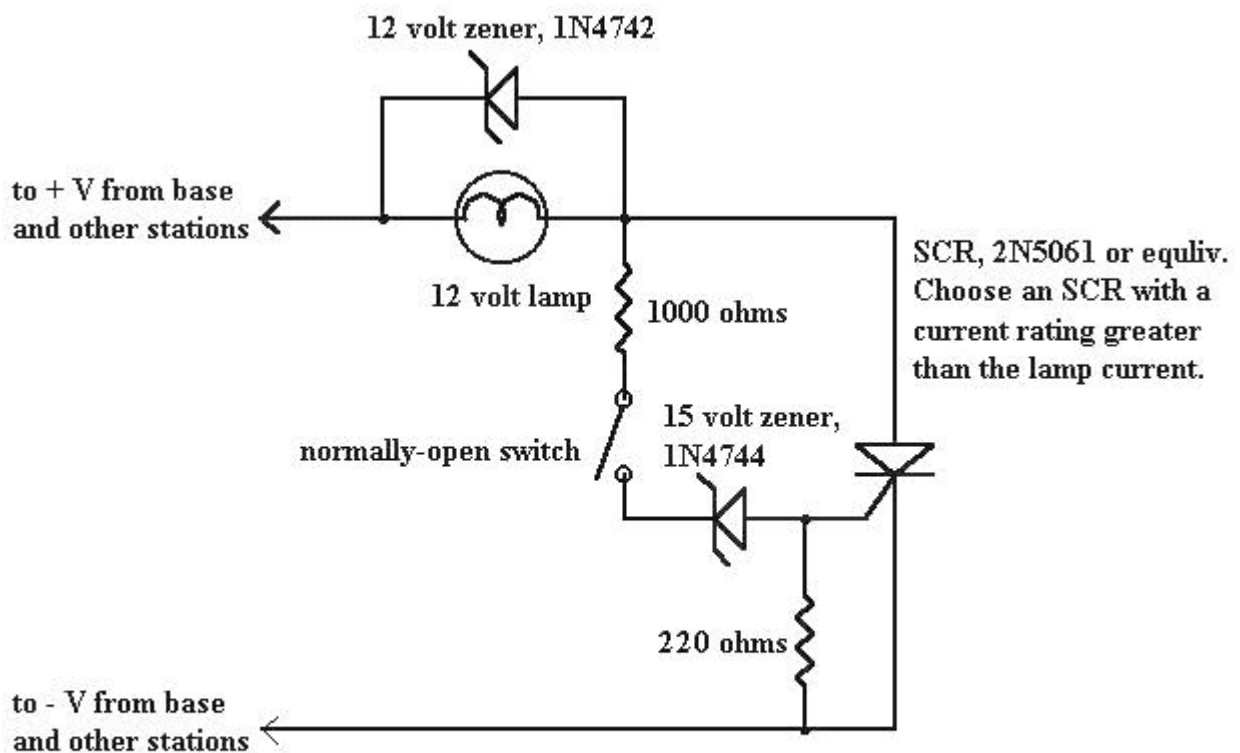 12 volt zener, 1N4742
to + V from base
and other stations
12 volt lamp
1000 ohms
SCR, 2N5061 or equliv.
Choose an SCR with a
current rating greater
than the lamp current.
normally-open switch
15 volt zener,
1N4744
220 ohms
to - V from base
and other stations